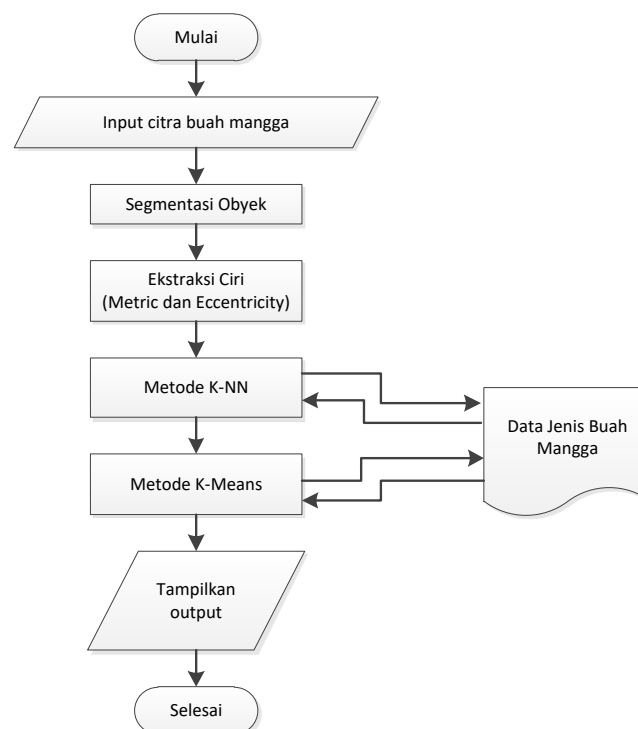 Mulai
Input citra buah mangga
Segmentasi Obyek
Ekstraksi Ciri
(Metric dan Eccentricity)
Metode K-NN
Data Jenis Buah
Mangga
Metode K-Means
Tampilkan
output
Selesai